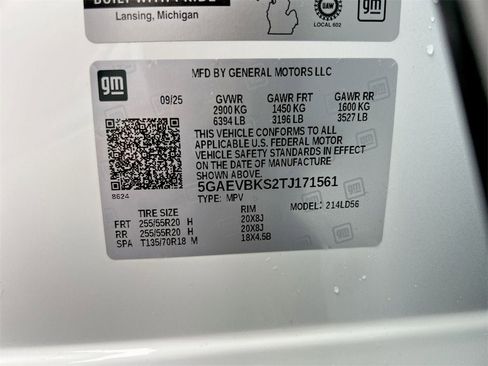 BUILT WITH PRIDE
Lansing, Michigan
UAW
LOCAL 602
gm
gm
MFD BY GENERAL MOTORS LLC
09/25 GVWR GAWR FRT GAWR RR
2900 KG 1450 KG 1600 KG
6394 LB 3196 LB 3527 LB
THIS VEHICLE CONFORMS TO ALL
APPLICABLE U.S. FEDERAL MOTOR
VEHICLE SAFETY STANDARDS IN EFFECT
ON THE DATE OF MANUFACTURE
SHOWN ABOVE.
8624
5GAEVBKS2TJ171561
TYPE: MPV 214LD56
TIRE SIZE RIM
FRT 255/55R20 H 20X8J
RR 255/55R20 H 20X8J
SPA T135/70R18 M 18X4.5B